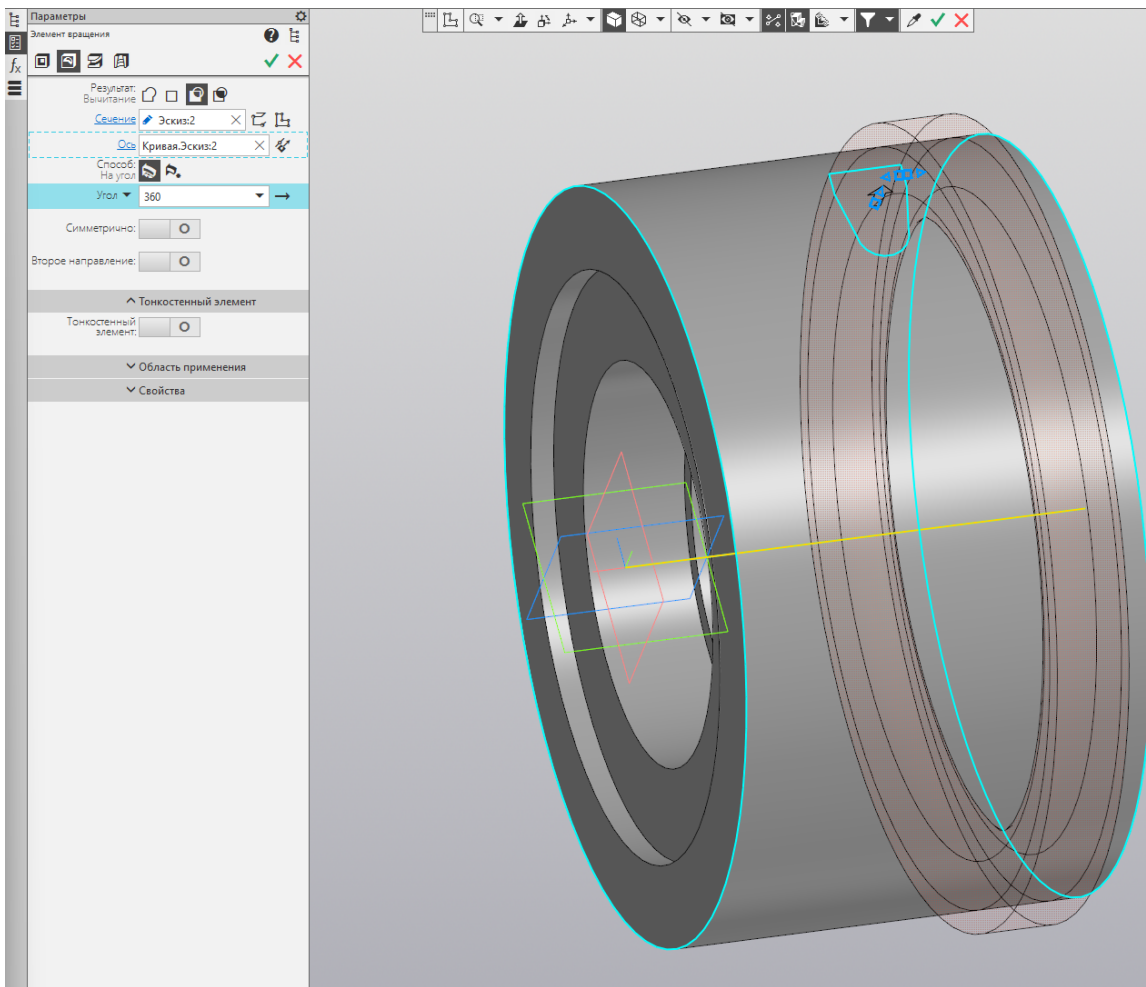 Параметры
Элемент вращения
Результат:
Вычитание
Сечение Эскиз:2
Ось Кривая.Эскиз:2
Способ:
На угол
Угол 360
Симметрично:
Второе направление:
Тонкостенный элемент
Тонкостенный
элемент:
Область применения
Свойства